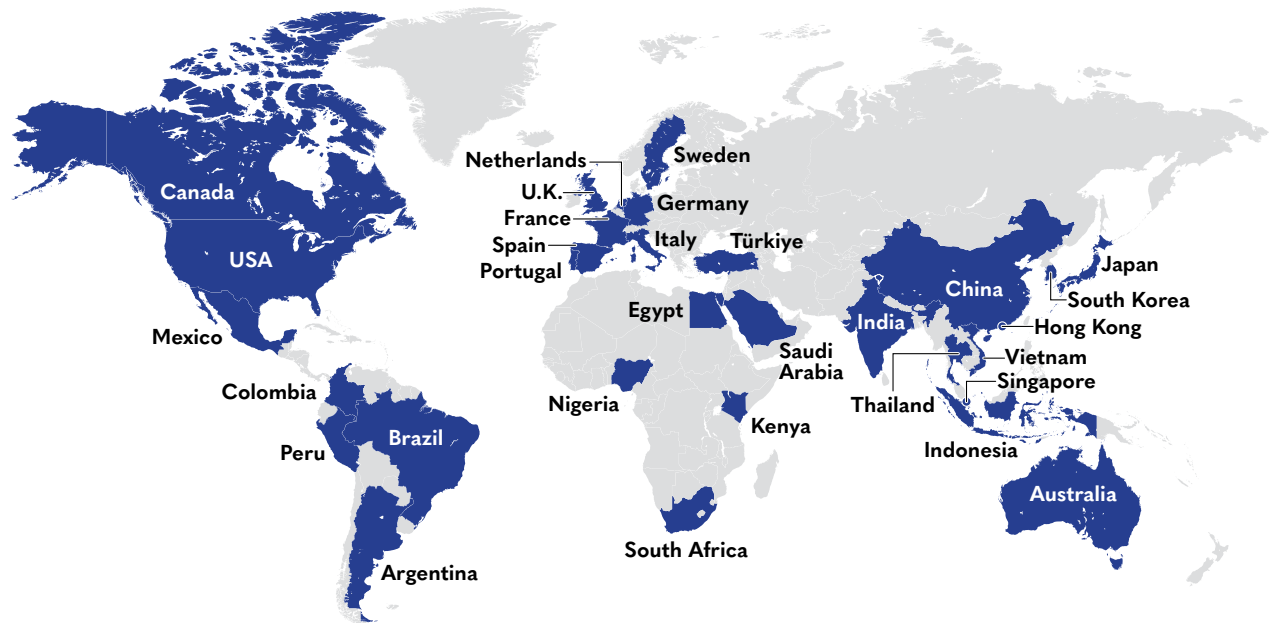 Netherlands
Sweden
Canada
U.K.
Germany
France
Italy
Türkiye
Spain
USA
Portugal
Japan
China
South Korea
Egypt
India
Hong Kong
Mexico
Saudi
Arabia
Vietnam
Singapore
Colombia
Nigeria
Thailand
Kenya
Brazil
Peru
Indonesia
Australia
South Africa
Argentina